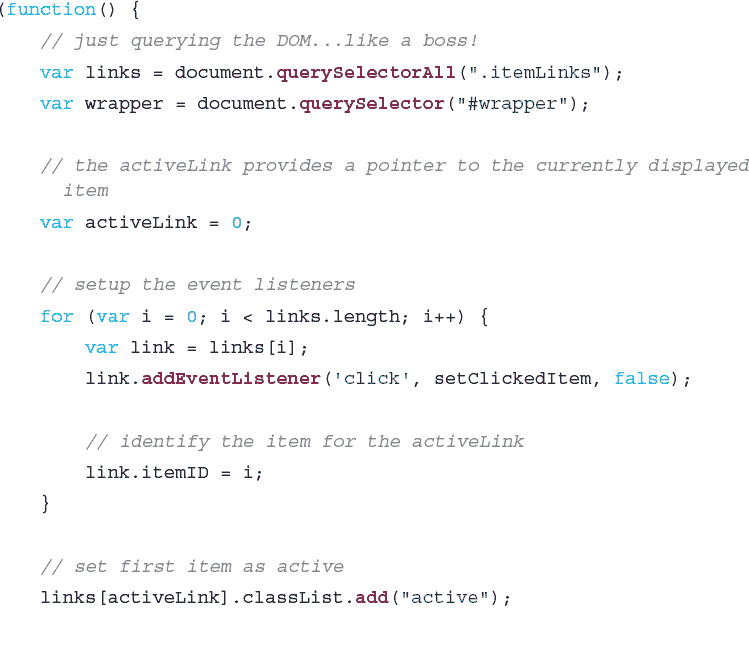 (function() {
// just querying the DOM...like a boss!
var links = document.querySelectorAll(".itemLinks");
var wrapper = document.querySelector("#wrapper");
// the activeLink provides a pointer to the currently displayed
item
var activeLink = 0;
// setup the event listeners
for (var i = 0; i < links.length; i++) {
var link = links[i];
link.addEventListener('click', setClickedItem, false);
// identify the item for the activeLink
link.itemID = i;
}
// set first item as active
links[activeLink].classList.add("active");